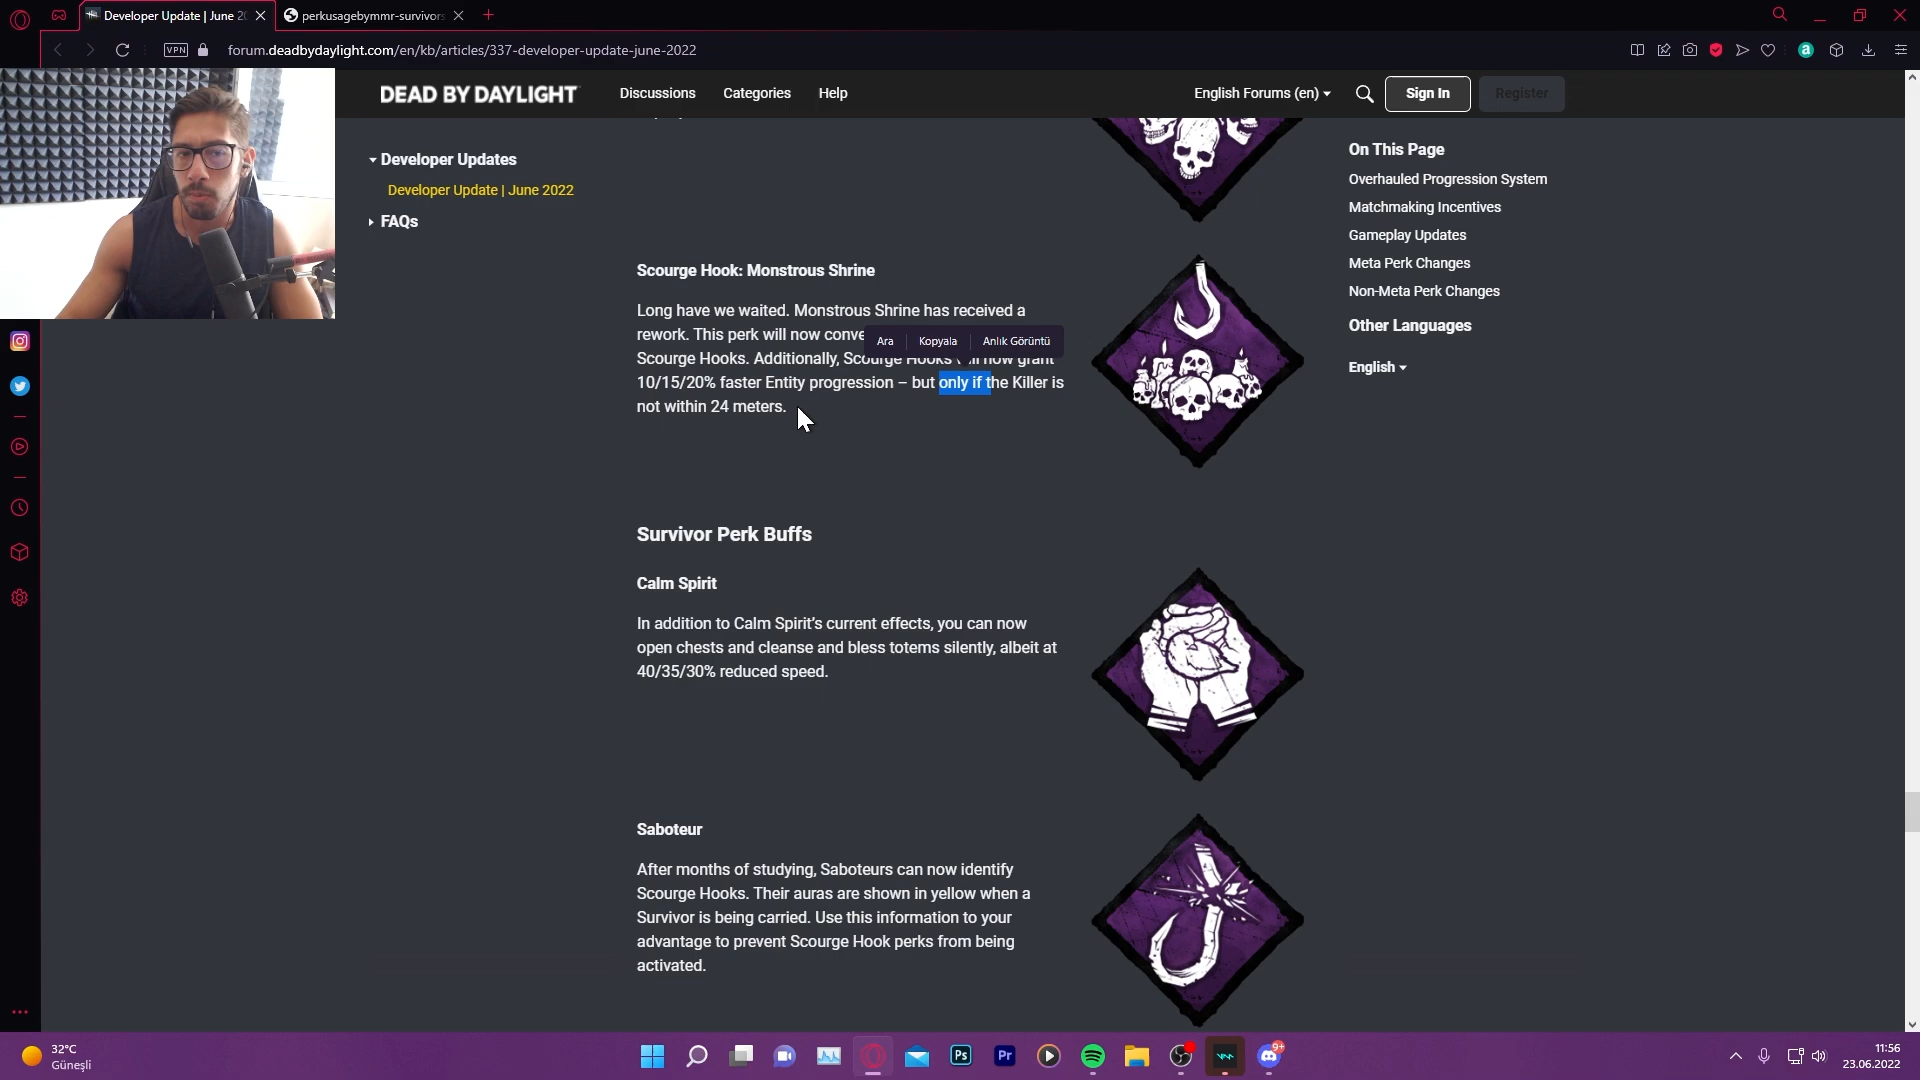 Developer Update | June 20
perkusagebymmr-survivors
VPN
forum.deadbydaylight.com/en/kb/articles/337-developer-update-june-2022
DEAD BY DAYLIGHT
Discussions
Categories
Help
English Forums (en)
Sign In
Register
Developer Updates
Developer Update | June 2022
FAQs
On This Page
Overhauled Progression System
Matchmaking Incentives
Gameplay Updates
Meta Perk Changes
Non-Meta Perk Changes
Other Languages
English
Scourge Hook: Monstrous Shrine
Long have we waited. Monstrous Shrine has received a
rework. This perk will now conve
Ara
Kopyala
Anlık Görüntü
Scourge Hooks. Additionally, Scourge Hooks will now grant
10/15/20% faster Entity progression – but only if the Killer is
not within 24 meters.
Survivor Perk Buffs
Calm Spirit
In addition to Calm Spirit's current effects, you can now
open chests and cleanse and bless totems silently, albeit at
40/35/30% reduced speed.
Saboteur
After months of studying, Saboteurs can now identify
Scourge Hooks. Their auras are shown in yellow when a
Survivor is being carried. Use this information to your
advantage to prevent Scourge Hook perks from being
activated.
32°C
Güneşli
Ps
Pr
9+
11:56
23.06.2022